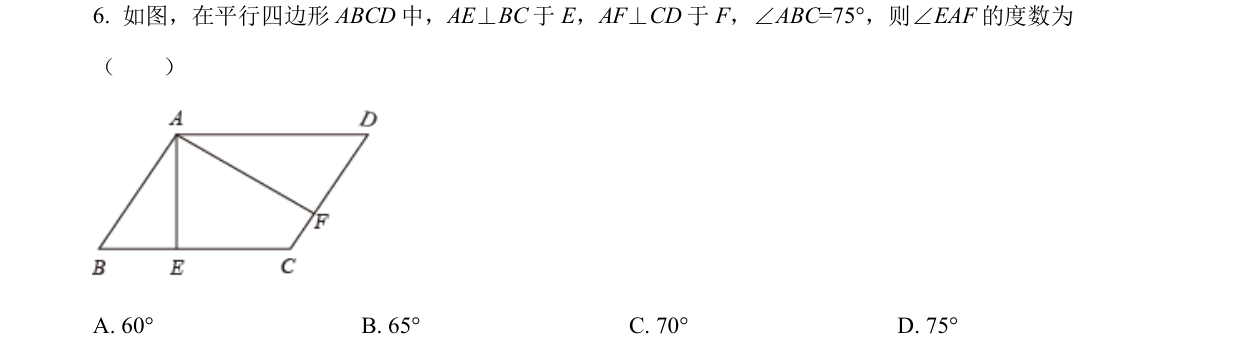 6. 如图，在平行四边形 ABCD 中，AE⊥BC 于 E，AF⊥CD 于 F，∠ABC=75°，则∠EAF 的度数为
（　　）
A D
F
B E C
A. 60° B. 65° C. 70° D. 75°